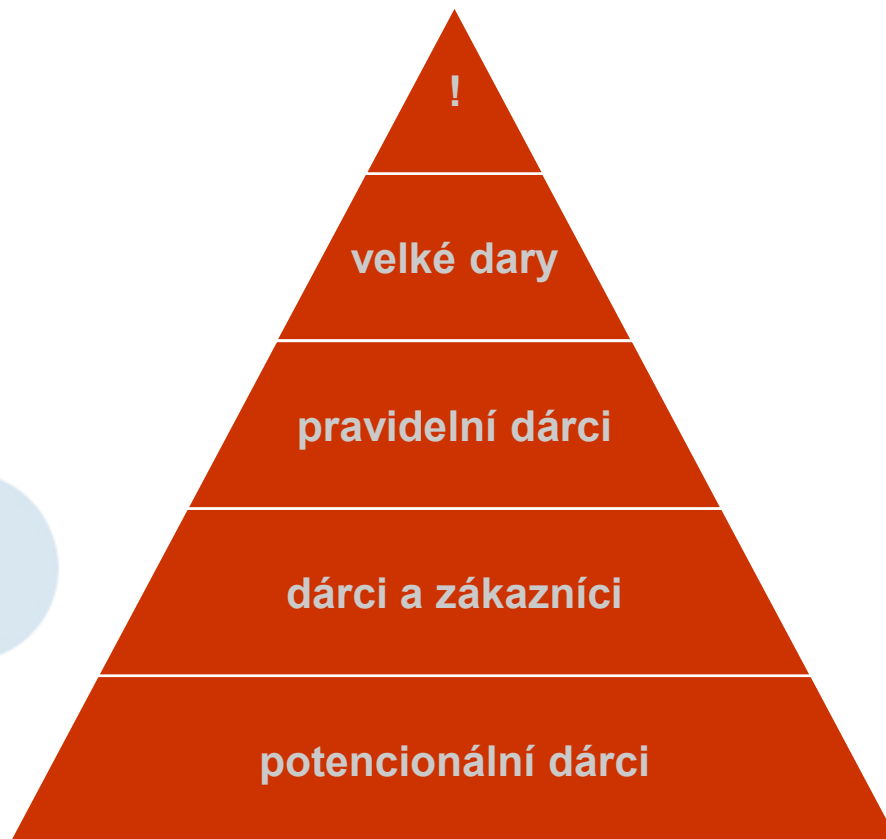 !
velké dary
pravidelní dárci
dárci a zákazníci
potencionální dárci